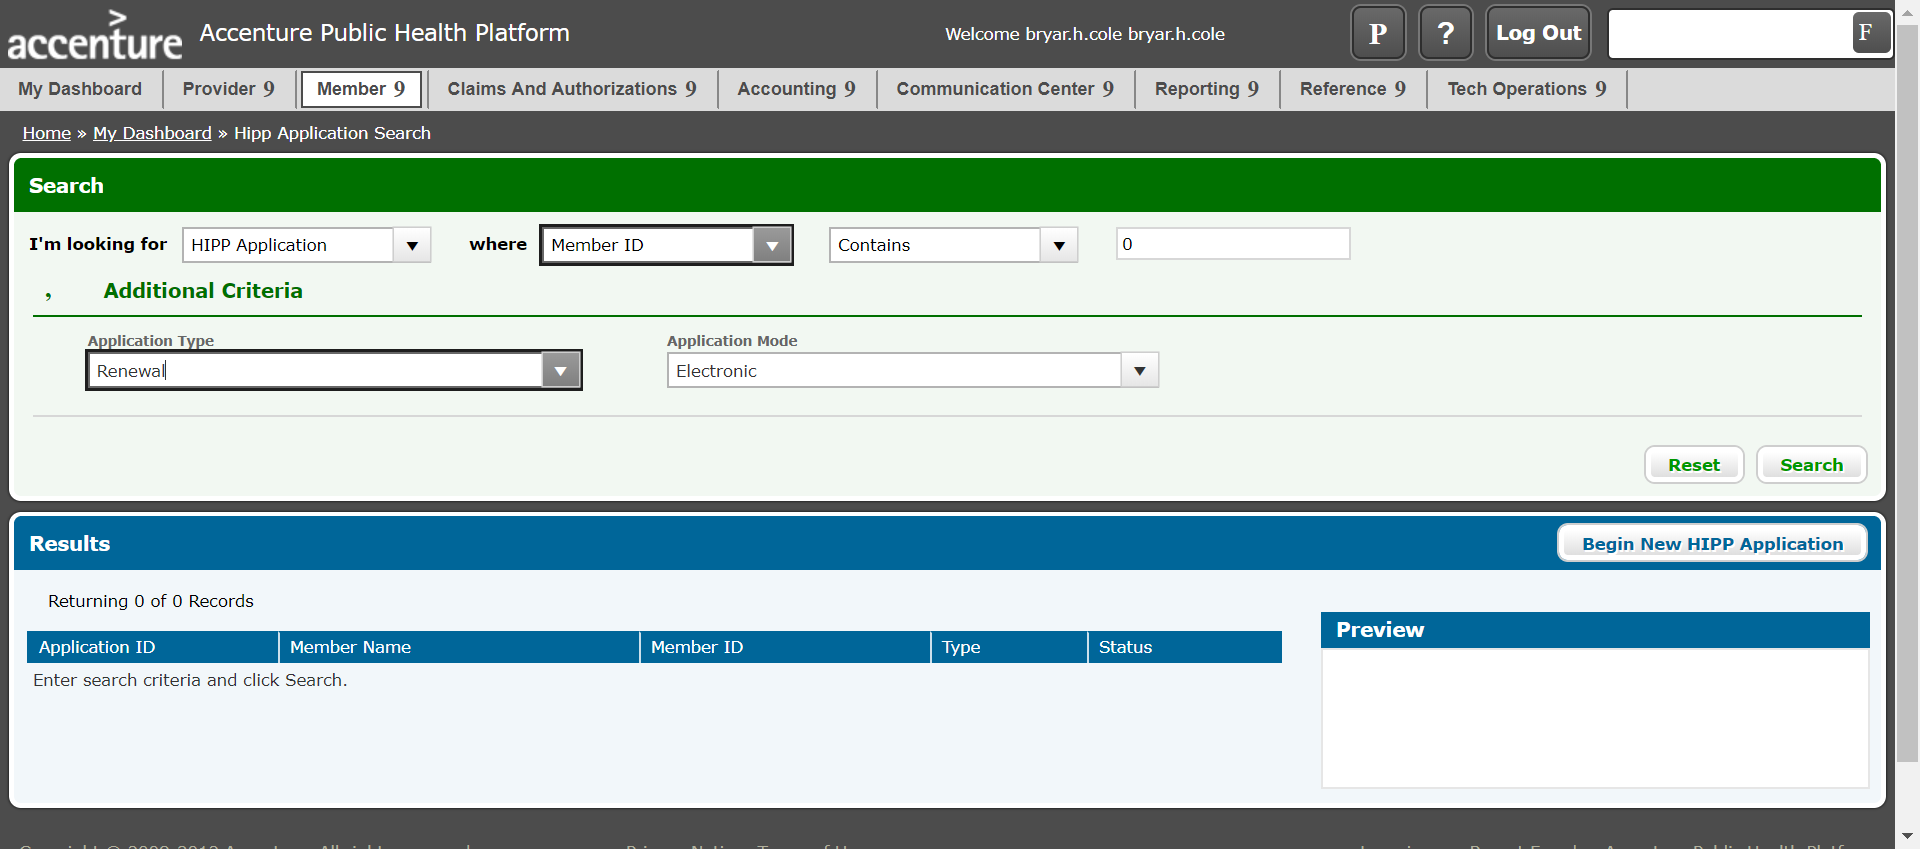 accenture
Accenture Public Health Platform
Welcome bryar.h.cole bryar.h.cole
P
?
Log Out
F
My Dashboard
Provider 9
Member 9
Claims And Authorizations 9
Accounting 9
Communication Center 9
Reporting 9
Reference 9
Tech Operations 9
Home » My Dashboard » Hipp Application Search
Search
I'm looking for HIPP Application where Member ID Contains 0
, Additional Criteria
Application Type
Renewal
Application Mode
Electronic
Reset
Search
Results
Begin New HIPP Application
Returning 0 of 0 Records
Application ID Member Name Member ID Type Status
Enter search criteria and click Search.
Preview